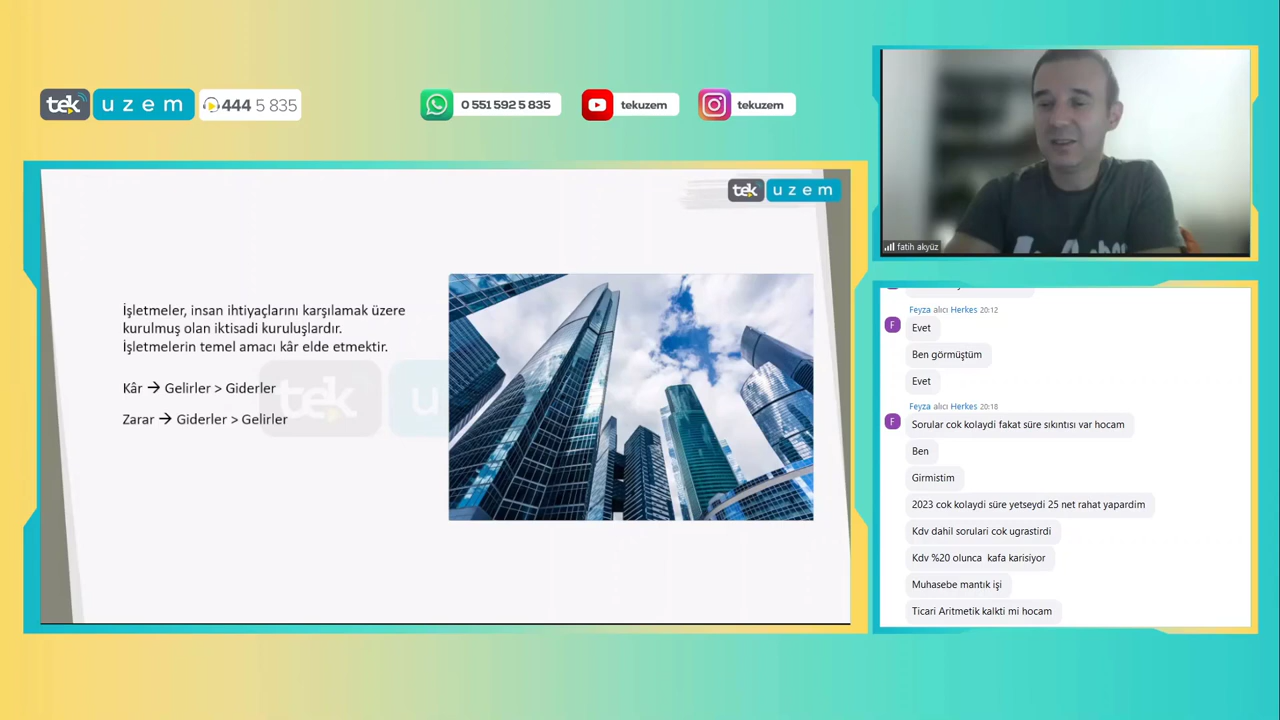 tek uzem 444 5 835
0 551 592 5 835
tekuzem
tekuzem
tek uzem
İşletmeler, insan ihtiyaçlarını karşılamak üzere
kurulmuş olan iktisadi kuruluşlardır.
İşletmelerin temel amacı kâr elde etmektir.
Kâr → Gelirler > Giderler
Zarar → Giderler > Gelirler
tek u
fatih akyüz
Feyza alıcı Herkes 20:12
F
Evet
Ben görmüştüm
Evet
Feyza alıcı Herkes 20:18
F
Sorular cok kolaydi fakat süre sıkıntısı var hocam
Ben
Girmistim
2023 cok kolaydi süre yetseydi 25 net rahat yapardim
Kdv dahil sorulari cok ugrastirdi
Kdv %20 olunca kafa karisiyor
Muhasebe mantık işi
Ticari Aritmetik kalkti mi hocam